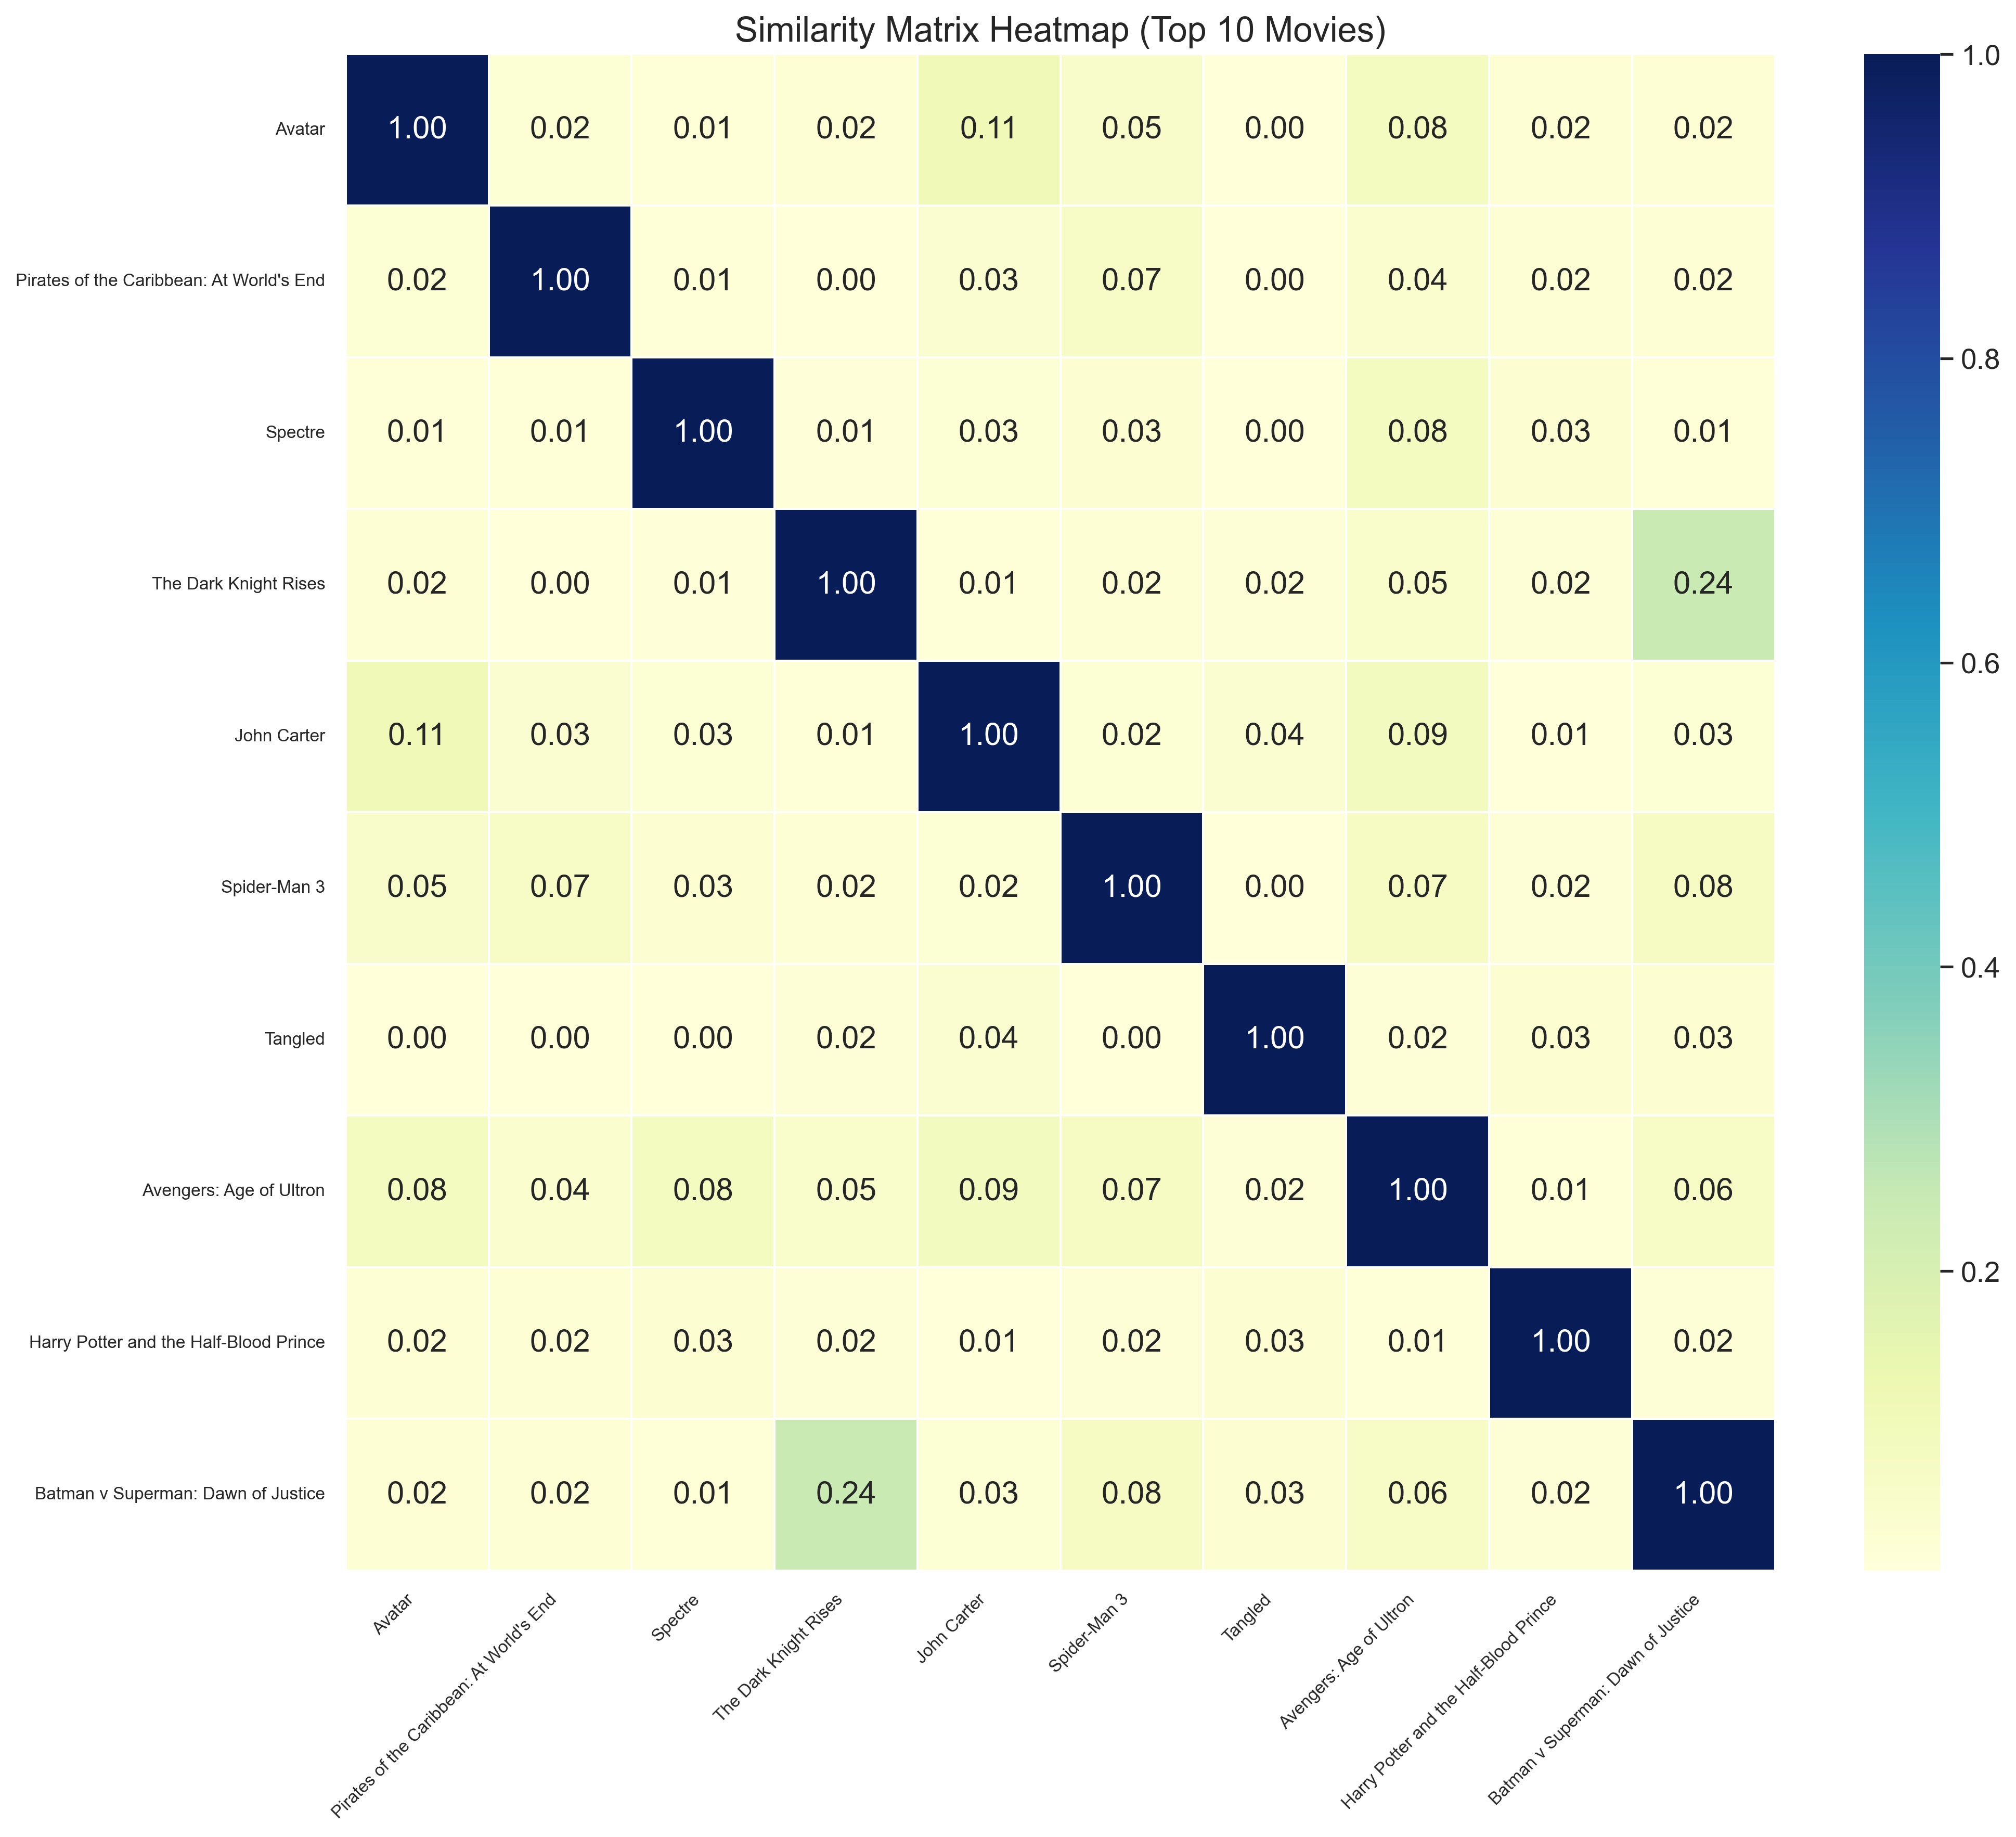 Similarity Matrix Heatmap (Top 10 Movies)
Avatar 1.00 0.02 0.01 0.02 0.11 0.05 0.00 0.08 0.02 0.02
Pirates of the Caribbean: At World's End 0.02 1.00 0.01 0.00 0.03 0.07 0.00 0.04 0.02 0.02
Spectre 0.01 0.01 1.00 0.01 0.03 0.03 0.00 0.08 0.03 0.01
The Dark Knight Rises 0.02 0.00 0.01 1.00 0.01 0.02 0.02 0.05 0.02 0.24
John Carter 0.11 0.03 0.03 0.01 1.00 0.02 0.04 0.09 0.01 0.03
Spider-Man 3 0.05 0.07 0.03 0.02 0.02 1.00 0.00 0.07 0.02 0.08
Tangled 0.00 0.00 0.00 0.02 0.04 0.00 1.00 0.02 0.03 0.03
Avengers: Age of Ultron 0.08 0.04 0.08 0.05 0.09 0.07 0.02 1.00 0.01 0.06
Harry Potter and the Half-Blood Prince 0.02 0.02 0.03 0.02 0.01 0.02 0.03 0.01 1.00 0.02
Batman v Superman: Dawn of Justice 0.02 0.02 0.01 0.24 0.03 0.08 0.03 0.06 0.02 1.00
Avatar
Pirates of the Caribbean: At World's End
Spectre
The Dark Knight Rises
John Carter
Spider-Man 3
Tangled
Avengers: Age of Ultron
Harry Potter and the Half-Blood Prince
Batman v Superman: Dawn of Justice
1.0
0.8
0.6
0.4
0.2